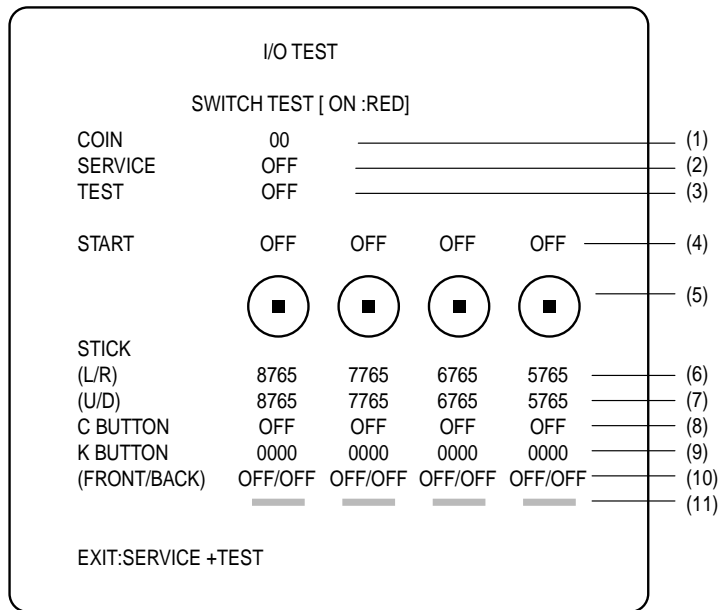 I/O TEST
SWITCH TEST [ ON :RED]
COIN 00 (1)
SERVICE OFF (2)
TEST OFF (3)
START OFF OFF OFF OFF (4)
(5)
STICK
(L/R) 8765 7765 6765 5765 (6)
(U/D) 8765 7765 6765 5765 (7)
C BUTTON OFF OFF OFF OFF (8)
K BUTTON 0000 0000 0000 0000 (9)
(FRONT/BACK) OFF/OFF OFF/OFF OFF/OFF OFF/OFF (10)
(11)
EXIT:SERVICE +TEST